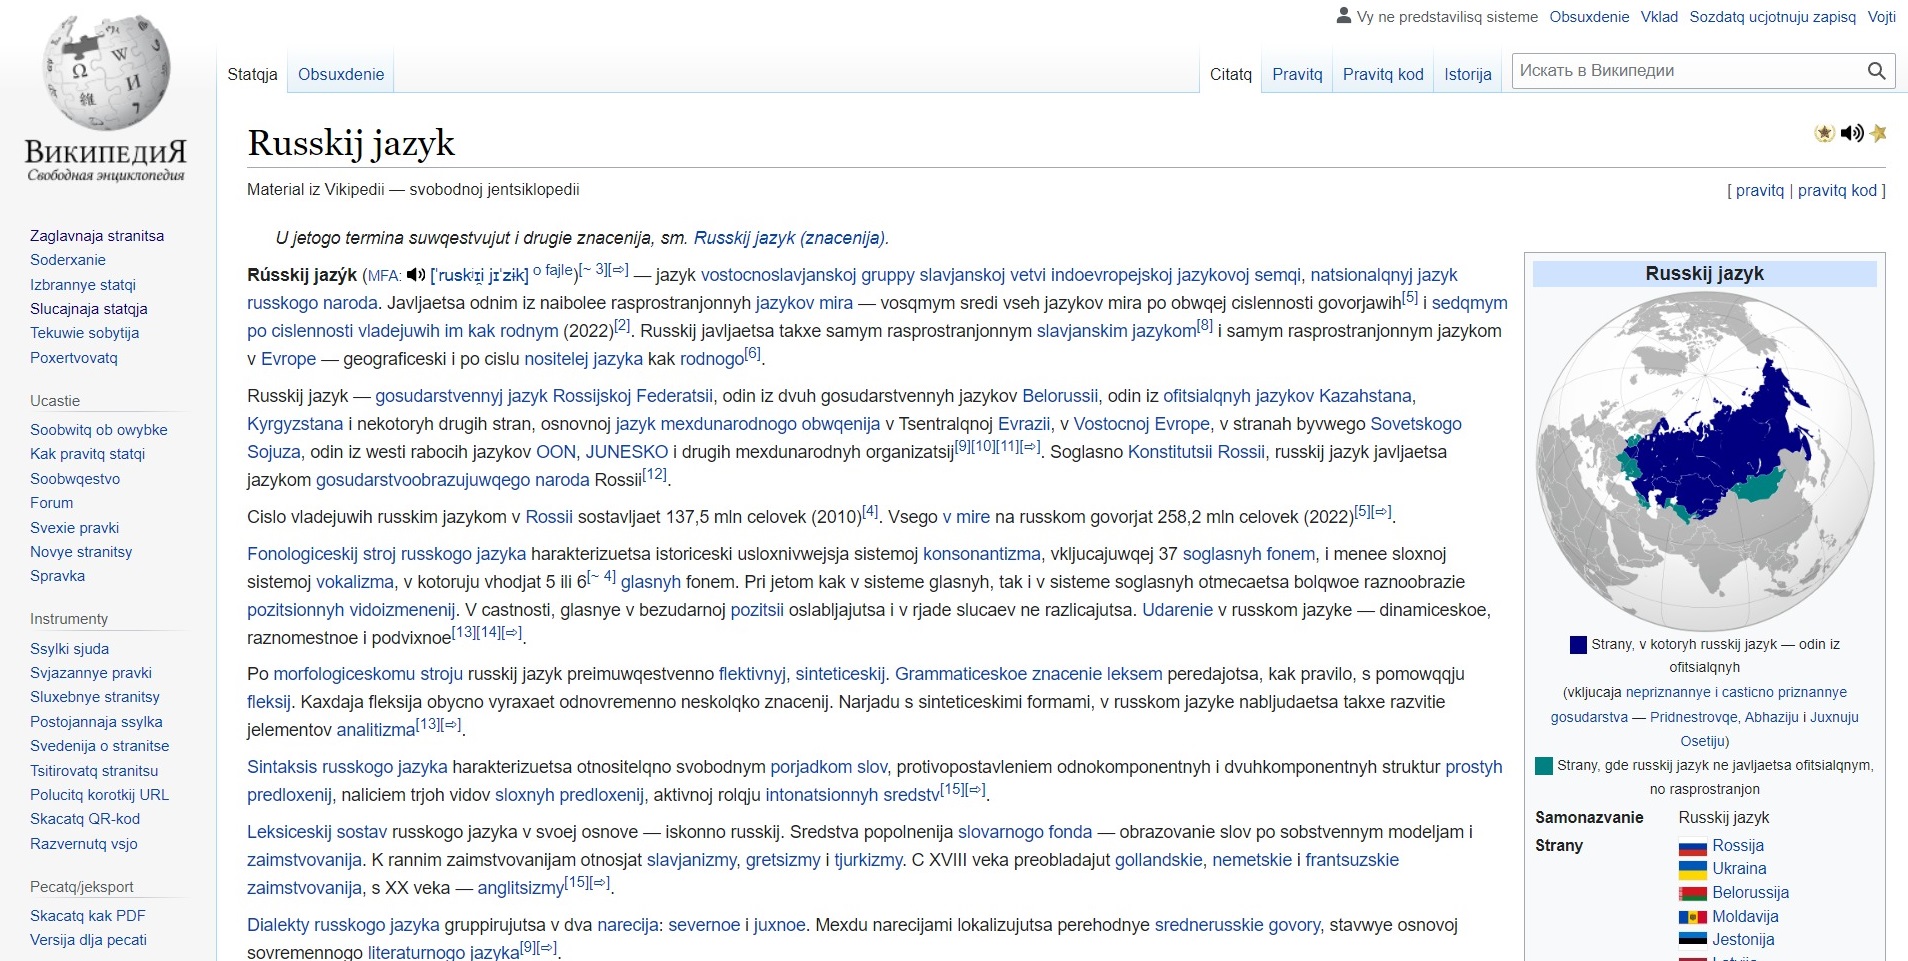 Vy ne predstavilisq sisteme Obsuxdenie Vklad Sozdatq ucjotnuju zapisq Vojti
Statqja Obsuxdenie Citatq Pravitq Pravitq kod Istorija Искать в Википедии
ВикипедиЯ
Свободная энциклопедия
Zaglavnaja stranitsa
Soderxanie
Izbrannye statqi
Slucajnaja statqja
Tekuwie sobytija
Poxertvovatq
Ucastie
Soobwitq ob owybke
Kak pravitq statqi
Soobwqestvo
Forum
Svexie pravki
Novye stranitsy
Spravka
Instrumenty
Ssylki sjuda
Svjazannye pravki
Sluxebnye stranitsy
Postojannaja ssylka
Svedenija o stranitse
Tsitirovatq stranitsu
Polucitq korotkij URL
Skacatq QR-kod
Razvernutq vsjo
Pecatq/jeksport
Skacatq kak PDF
Versija dlja pecati
Russkij jazyk
Material iz Vikipedii — svobodnoj jentsiklopedii
[ pravitq | pravitq kod ]
U jetogo termina suwqestvujut i drugie znacenija, sm. Russkij jazyk (znacenija).
Rússkij jazýk (MFA: [ˈruskʲɪi̯ jɪˈzɨk] o fajle)[~ 3][⇨] — jazyk vostocnoslavjanskoj gruppy slavjanskoj vetvi indoevropejskoj jazykovoj semqi, natsionalqnyj jazyk
russkogo naroda. Javljaetsa odnim iz naibolee rasprostranjonnyh jazykov mira — vosqmym sredi vseh jazykov mira po obwqej cislennosti govorjawih[5] i sedqmym
po cislennosti vladejuwih im kak rodnym (2022)[2]. Russkij javljaetsa takxe samym rasprostranjonnym slavjanskim jazykom[8] i samym rasprostranjonnym jazykom
v Evrope — geograficeski i po cislu nositelej jazyka kak rodnogo[6].
Russkij jazyk — gosudarstvennyj jazyk Rossijskoj Federatsii, odin iz dvuh gosudarstvennyh jazykov Belorussii, odin iz ofitsialqnyh jazykov Kazahstana,
Kyrgyzstana i nekotoryh drugih stran, osnovnoj jazyk mexdunarodnogo obwqenija v Tsentralqnoj Evrazii, v Vostocnoj Evrope, v stranah byvwego Sovetskogo
Sojuza, odin iz westi rabocih jazykov OON, JUNESKO i drugih mexdunarodnyh organizatsij[9][10][11][⇨]. Soglasno Konstitutsii Rossii, russkij jazyk javljaetsa
jazykom gosudarstvoobrazujuwqego naroda Rossii[12].
Cislo vladejuwih russkim jazykom v Rossii sostavljaet 137,5 mln celovek (2010)[4]. Vsego v mire na russkom govorjat 258,2 mln celovek (2022)[5][⇨].
Fonologiceskij stroj russkogo jazyka harakterizuetsa istoriceski usloxnivwejsja sistemoj konsonantizma, vkljucajuwqej 37 soglasnyh fonem, i menee sloxnoj
sistemoj vokalizma, v kotoruju vhodjat 5 ili 6[~ 4] glasnyh fonem. Pri jetom kak v sisteme glasnyh, tak i v sisteme soglasnyh otmecaetsa bolqwoe raznoobrazie
pozitsionnyh vidoizmenenij. V castnosti, glasnye v bezudarnoj pozitsii oslabljajutsa i v rjade slucaev ne razlicajutsa. Udarenie v russkom jazyke — dinamiceskoe,
raznomestnoe i podvixnoe[13][14][⇨].
Po morfologiceskomu stroju russkij jazyk preimuwqestvenno flektivnyj, sinteticeskij. Grammaticeskoe znacenie leksem peredajotsa, kak pravilo, s pomowqqju
fleksij. Kaxdaja fleksija obycno vyraxaet odnovremenno neskolqko znacenij. Narjadu s sinteticeskimi formami, v russkom jazyke nabljudaetsa takxe razvitie
jelementov analitizma[13][⇨].
Sintaksis russkogo jazyka harakterizuetsa otnositelqno svobodnym porjadkom slov, protivopostavleniem odnokomponentnyh i dvuhkomponentnyh struktur prostyh
predloxenij, naliciem trjoh vidov sloxnyh predloxenij, aktivnoj rolqju intonatsionnyh sredstv[15][⇨].
Leksiceskij sostav russkogo jazyka v svoej osnove — iskonno russkij. Sredstva popolnenija slovarnogo fonda — obrazovanie slov po sobstvennym modeljam i
zaimstvovanija. K rannim zaimstvovanijam otnosjat slavjanizmy, gretsizmy i tjurkizmy. C XVIII veka preobladajut gollandskie, nemetskie i frantsuzskie
zaimstvovanija, s XX veka — anglitsizmy[15][⇨].
Dialekty russkogo jazyka gruppirujutsa v dva narecija: severnoe i juxnoe. Mexdu narecijami lokalizujutsa perehodnye srednerusskie govory, stavwye osnovoj
sovremennogo literaturnogo jazyka[9][⇨].
Russkij jazyk
Strany, v kotoryh russkij jazyk — odin iz
ofitsialqnyh
(vkljucaja nepriznannye i casticno priznannye
gosudarstva — Pridnestrovqe, Abhaziju i Juxnuju
Osetiju)
Strany, gde russkij jazyk ne javljaetsa ofitsialqnym,
no rasprostranjon
Samonazvanie Russkij jazyk
Strany Rossija
Ukraina
Belorussija
Moldavija
Jestonija